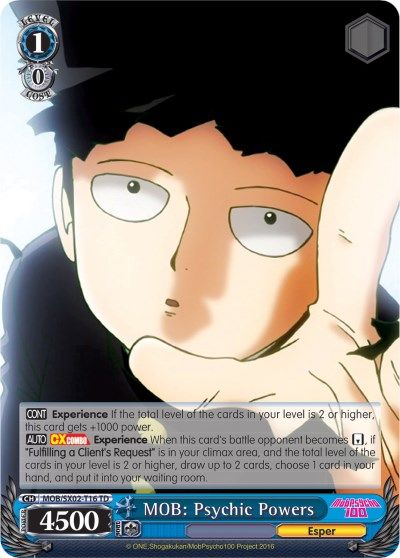 LEVEL
1
0
COST
CONT Experience If the total level of the cards in your level is 2 or higher,
this card gets +1000 power.
AUTO CX COMBO Experience When this card's battle opponent becomes, if
"Fulfilling a Client's Request" is in your climax area, and the total level of the
cards in your level is 2 or higher, draw up to 2 cards, choose 1 card in your
hand, and put it into your waiting room.
CH MOB/SX02-T16 TD
4500
MOB: Psychic Powers
MOB PSYCHO
100
Esper
© ONE,Shogakukan/MobPsycho100 Project 2016